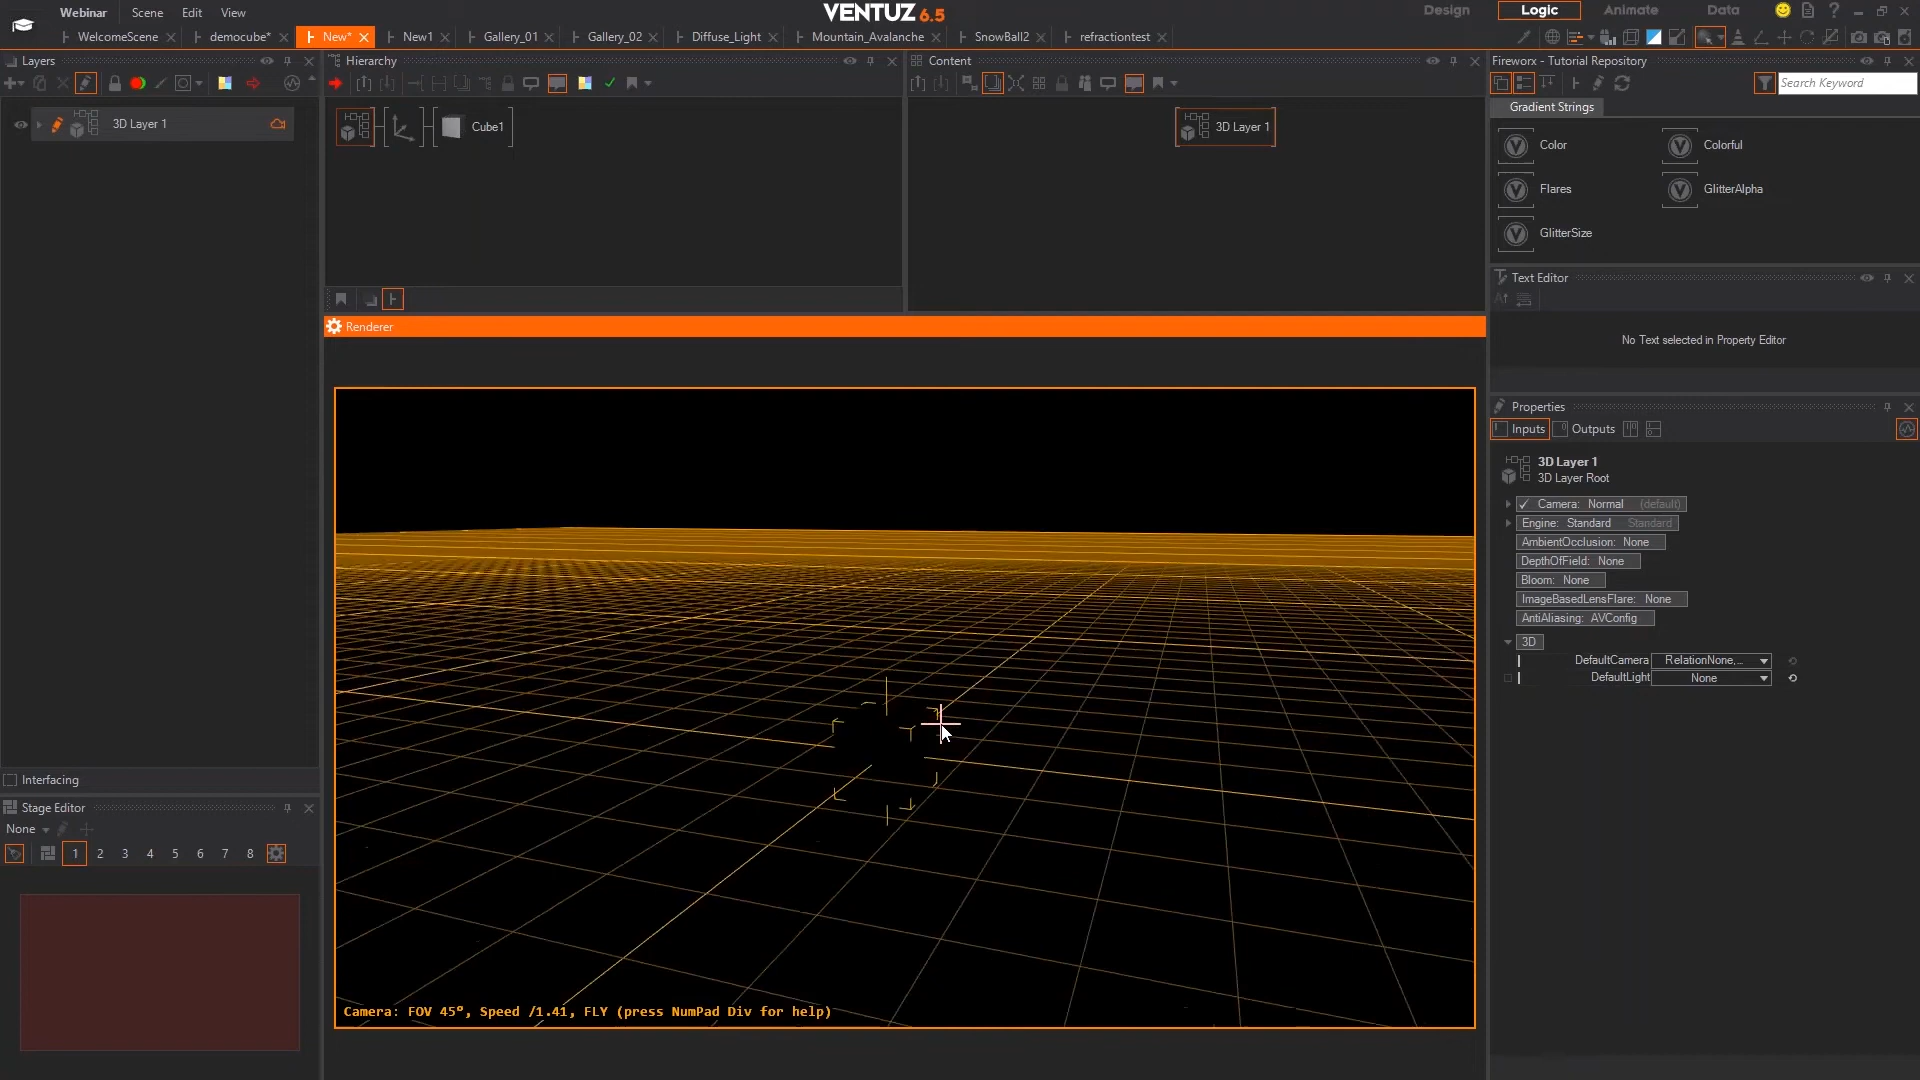 Webinar Scene Edit View
VENTUZ 6.5
Design Logic Animate Data
WelcomeScene democube* New* New1 Gallery_01 Gallery_02 Diffuse_Light Mountain_Avalanche SnowBall2 refractiontest
Layers
3D Layer 1
Interfacing
Stage Editor
None
1 2 3 4 5 6 7 8
Hierarchy
Cube1
Content
3D Layer 1
Renderer
Camera: FOV 45°, Speed /1.41, FLY (press NumPad Div for help)
Fireworx - Tutorial Repository
Search Keyword
Gradient Strings
Color Colorful
Flares GlitterAlpha
GlitterSize
Text Editor
No Text selected in Property Editor
Properties
Inputs Outputs
3D Layer 1
3D Layer Root
Camera: Normal (default)
Engine: Standard Standard
AmbientOcclusion: None
DepthOfField: None
Bloom: None
ImageBasedLensFlare: None
AntiAliasing: AVConfig
3D
DefaultCamera RelationNone,...
DefaultLight None